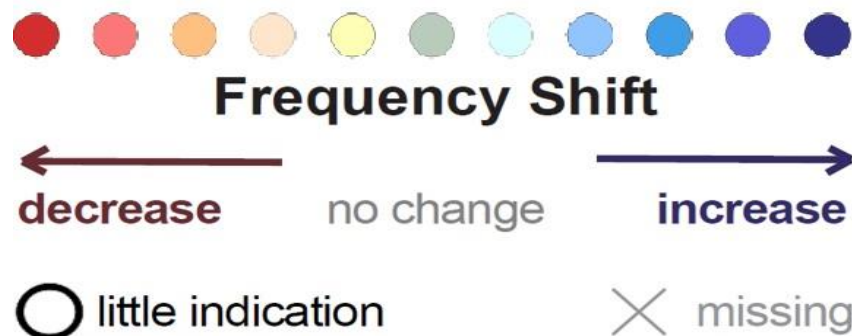 Frequency Shift
decrease no change increase
little indication missing